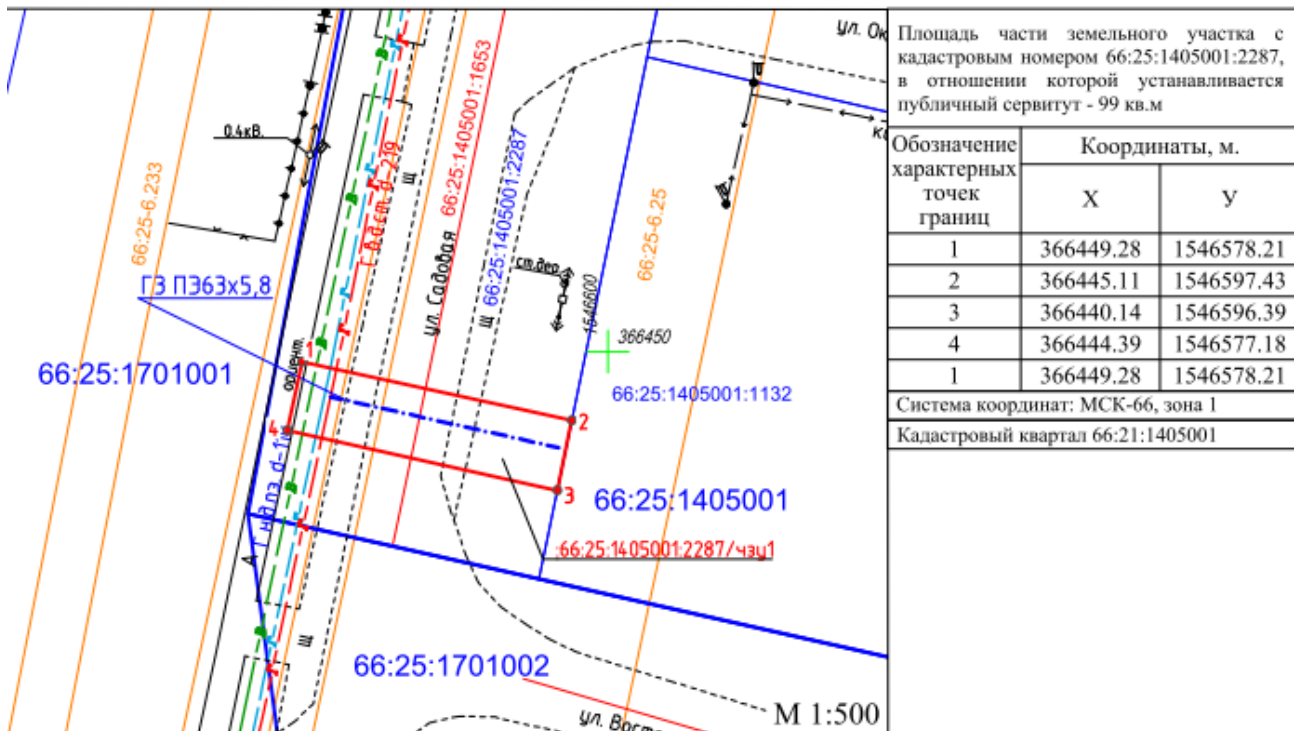 ул. Ок
0.4кВ.
66:25-6.233
Г в.д.ст. d-219
Щ
ул. Садовая
66:25:1405001:1653
66:25:1405001:2287
Щ
ст.дер
66:25-6.25
1546600
366450
ГЗ ПЭ63х5,8
ориент.
66:25:1701001
66:25:1405001:1132
1
2
3
4
66:25:1405001
:66:25:1405001:2287/чзу1
Щ
66:25:1701002
ул. Вост
М 1:500
Площадь части земельного участка с
кадастровым номером 66:25:1405001:2287,
в отношении которой устанавливается
публичный сервитут - 99 кв.м
Обозначение характерных точек границ
Координаты, м.
Х У
1 366449.28 1546578.21
2 366445.11 1546597.43
3 366440.14 1546596.39
4 366444.39 1546577.18
1 366449.28 1546578.21
Система координат: МСК-66, зона 1
Кадастровый квартал 66:21:1405001